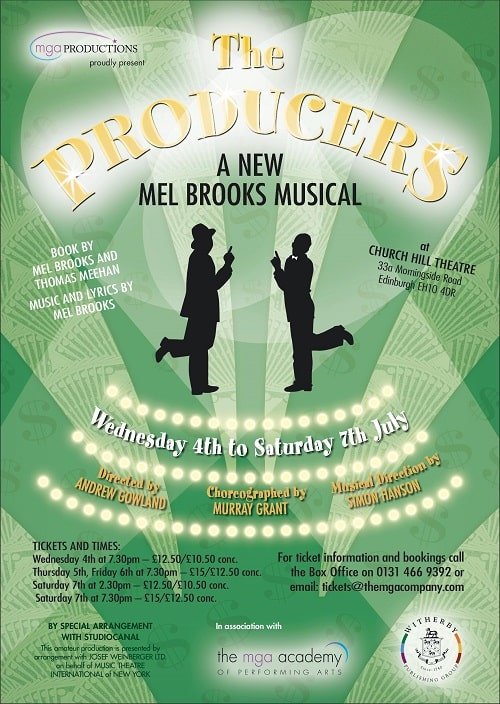 mga PRODUCTIONS
proudly present
The
PRODUCERS
A NEW
MEL BROOKS MUSICAL
BOOK BY
MEL BROOKS AND
THOMAS MEEHAN
MUSIC AND LYRICS BY
MEL BROOKS
at
CHURCH HILL THEATRE
33a Morningside Road
Edinburgh EH10 4DR
Wednesday 4th to Saturday 7th July
Directed by
ANDREW GOWLAND
Choreographed by
MURRAY GRANT
Musical Direction by
SIMON HANSON
TICKETS AND TIMES:
Wednesday 4th at 7.30pm – £12.50/£10.50 conc.
Thursday 5th, Friday 6th at 7.30pm – £15/£12.50 conc.
Saturday 7th at 2.30pm – £12.50/£10.50 conc.
Saturday 7th at 7.30pm – £15/£12.50 conc.
For ticket information and bookings call
the Box Office on 0131 466 9392 or
email: tickets@themgacompany.com
BY SPECIAL ARRANGEMENT
WITH STUDIOCANAL
This amateur production is presented by
arrangement with JOSEF WEINBERGER LTD.
on behalf of MUSIC THEATRE
INTERNATIONAL of NEW YORK
In association with
the mga academy
OF PERFORMING ARTS
WITHERBY
PUBLISHING GROUP